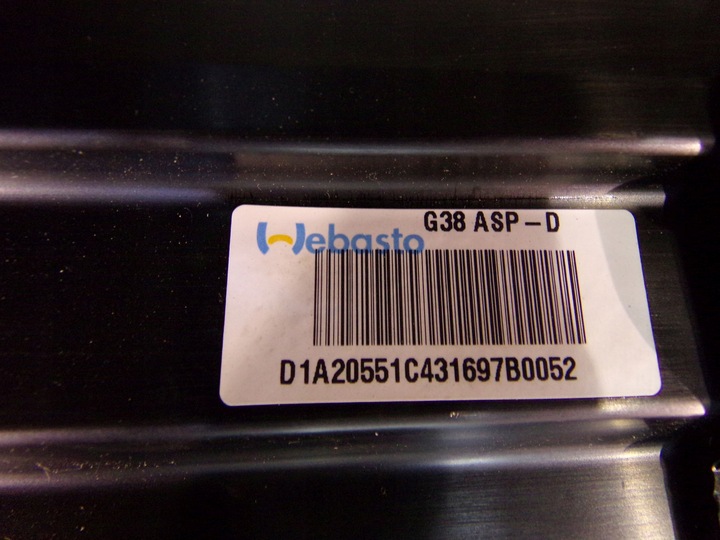 G38 ASP-D
Webasto
D1A20551C431697B0052